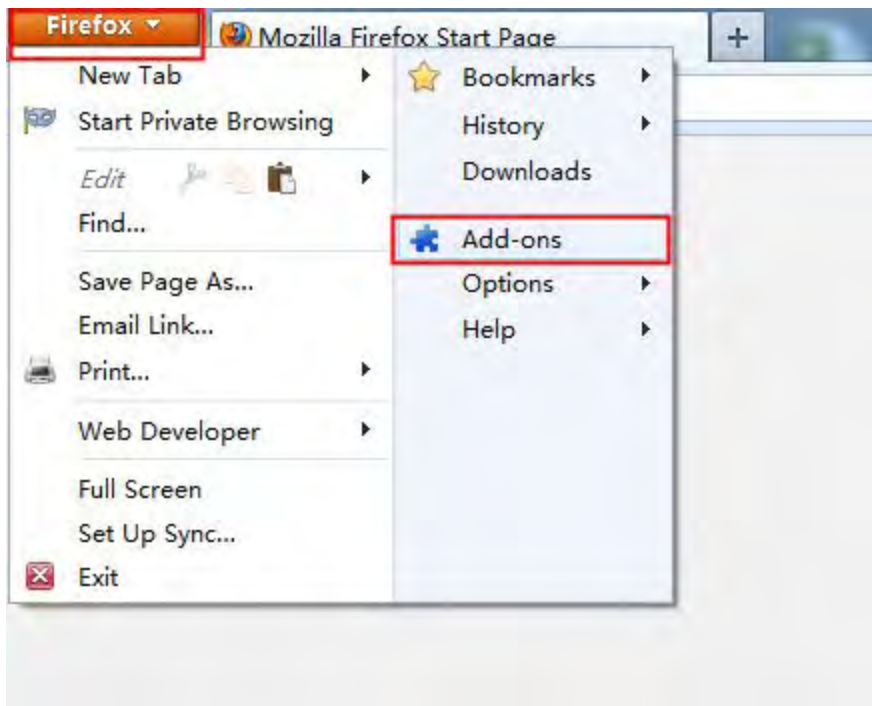 Firefox
Mozilla Firefox Start Page
+
New Tab
Start Private Browsing
Edit
Find...
Save Page As...
Email Link...
Print...
Web Developer
Full Screen
Set Up Sync...
Exit
Bookmarks
History
Downloads
Add-ons
Options
Help